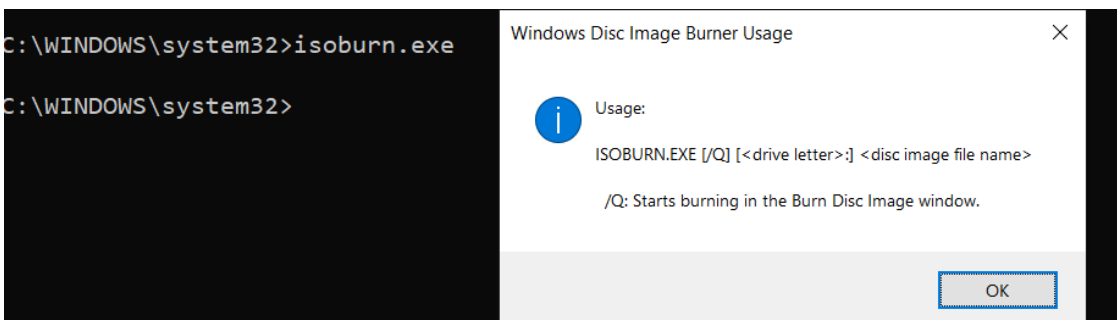 C:\WINDOWS\system32>isoburn.exe
C:\WINDOWS\system32>
Windows Disc Image Burner Usage
Usage:
ISOBURN.EXE [/Q] [<drive letter>:] <disc image file name>
/Q: Starts burning in the Burn Disc Image window.
OK